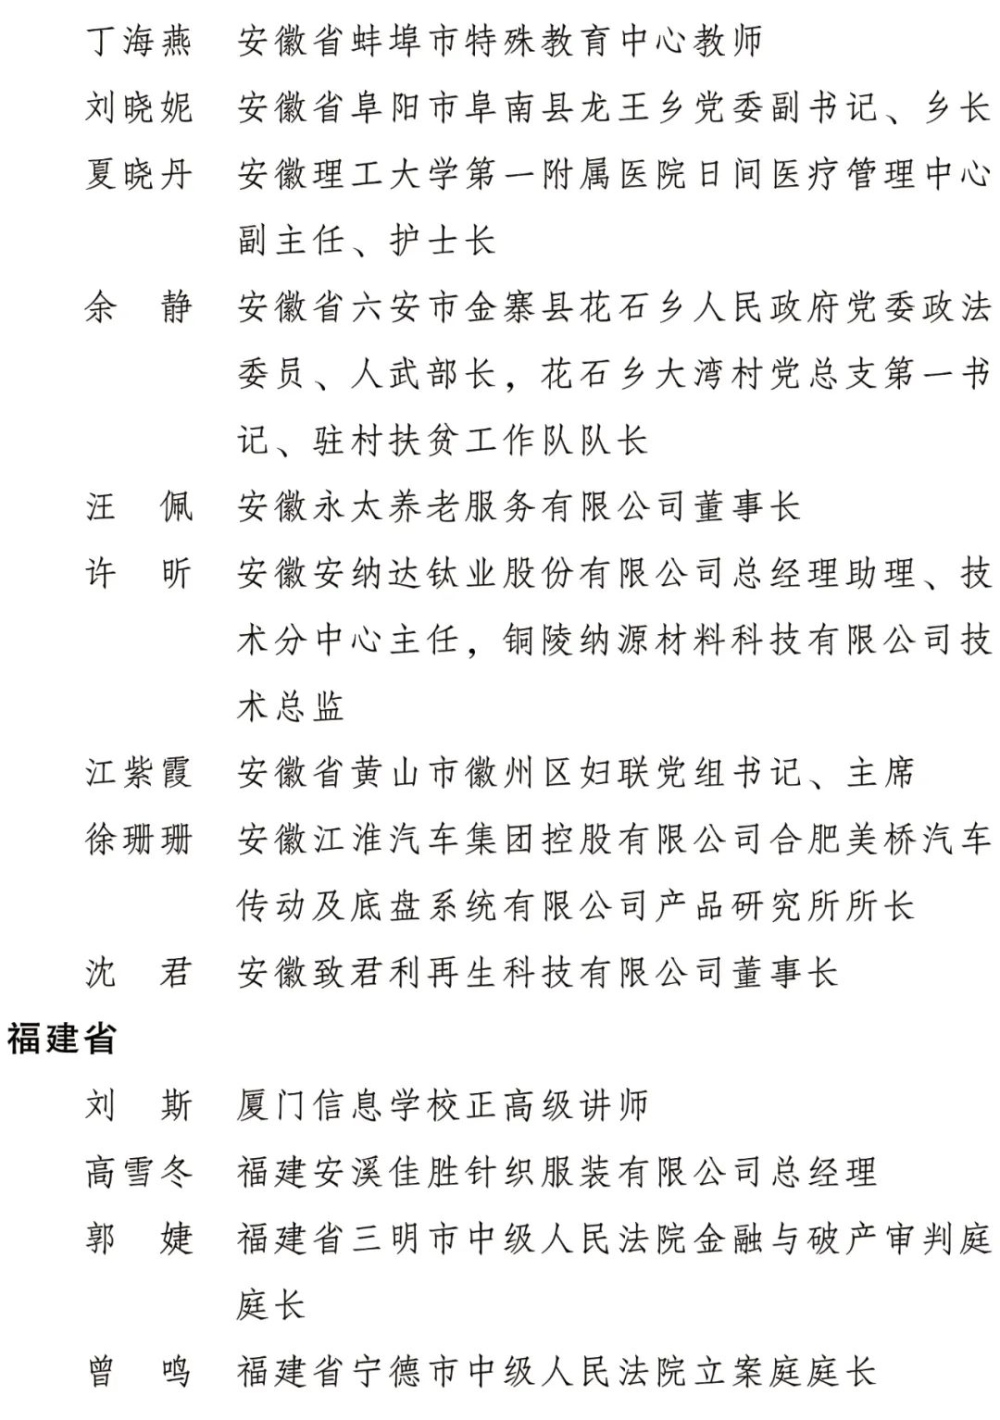 丁海燕 安徽省蚌埠市特殊教育中心教师
刘晓妮 安徽省阜阳市阜南县龙王乡党委副书记、乡长
夏晓丹 安徽理工大学第一附属医院日间医疗管理中心
副主任、护士长
余 静 安徽省六安市金寨县花石乡人民政府党委政法
委员、人武部长，花石乡大湾村党总支第一书
记、驻村扶贫工作队队长
汪 佩 安徽永太养老服务有限公司董事长
许 昕 安徽安纳达钛业股份有限公司总经理助理、技
术分中心主任，铜陵纳源材料科技有限公司技
术总监
江紫霞 安徽省黄山市徽州区妇联党组书记、主席
徐珊珊 安徽江淮汽车集团控股有限公司合肥美桥汽车
传动及底盘系统有限公司产品研究所所长
沈 君 安徽致君利再生科技有限公司董事长
福建省
刘 斯 厦门信息学校正高级讲师
高雪冬 福建安溪佳胜针织服装有限公司总经理
郭 婕 福建省三明市中级人民法院金融与破产审判庭
庭长
曾 鸣 福建省宁德市中级人民法院立案庭庭长